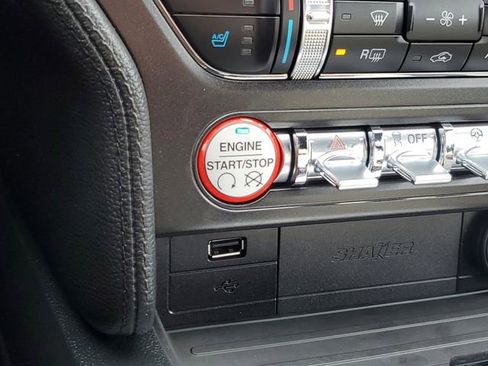 A/C
R
ENGINE
START/STOP
OFF
SHAKER